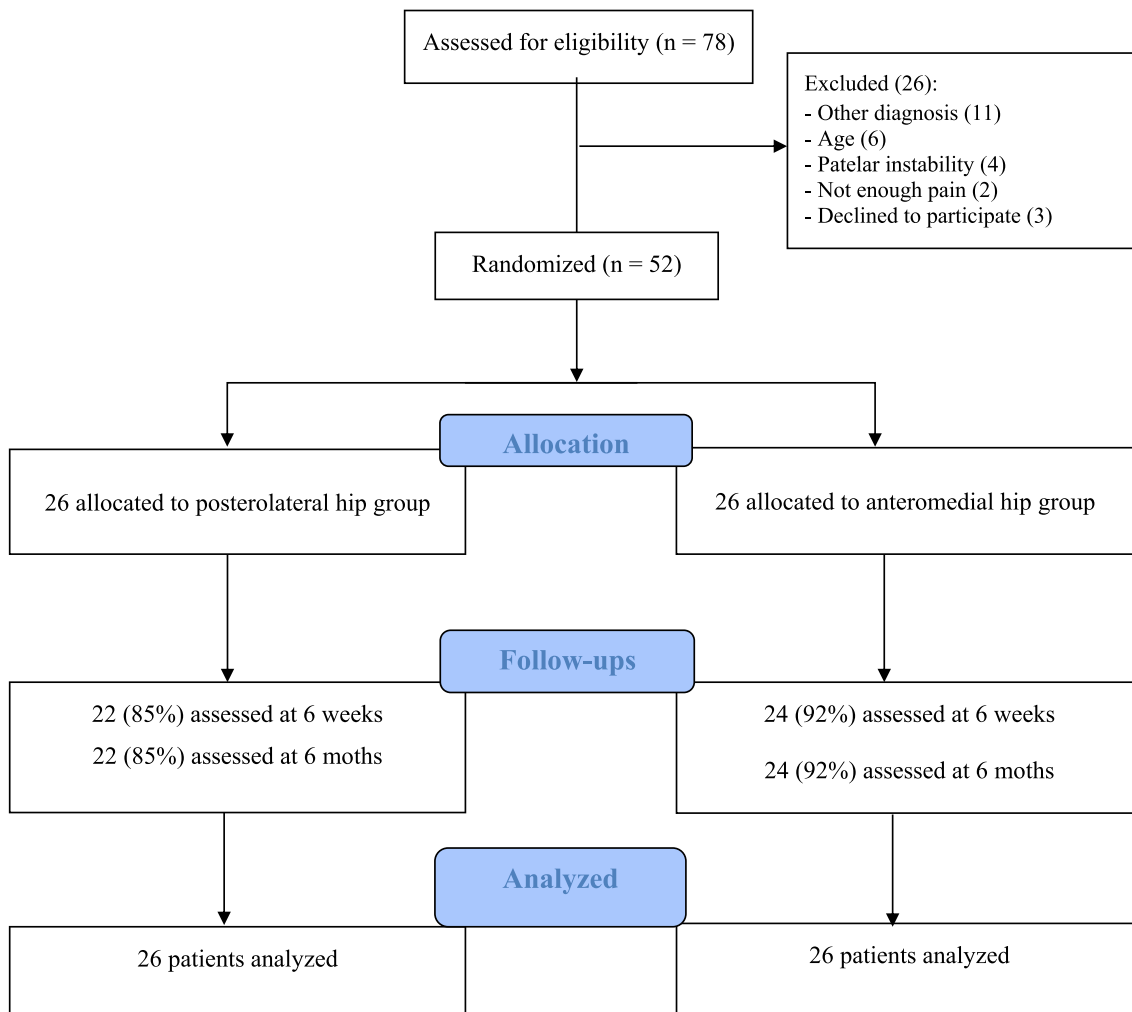 Assessed for eligibility (n = 78)
Excluded (26):
- Other diagnosis (11)
- Age (6)
- Patelar instability (4)
- Not enough pain (2)
- Declined to participate (3)
Randomized (n = 52)
Allocation
26 allocated to posterolateral hip group
26 allocated to anteromedial hip group
Follow-ups
22 (85%) assessed at 6 weeks
22 (85%) assessed at 6 moths
24 (92%) assessed at 6 weeks
24 (92%) assessed at 6 moths
Analyzed
26 patients analyzed
26 patients analyzed